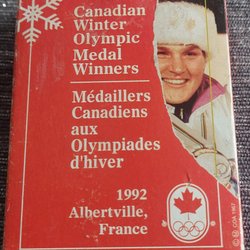 Canadian
Winter
Olympic
Medal
Winners
Médaillers
Canadiens
aux
Olympiades
d'hiver
1992
Albertville,
France